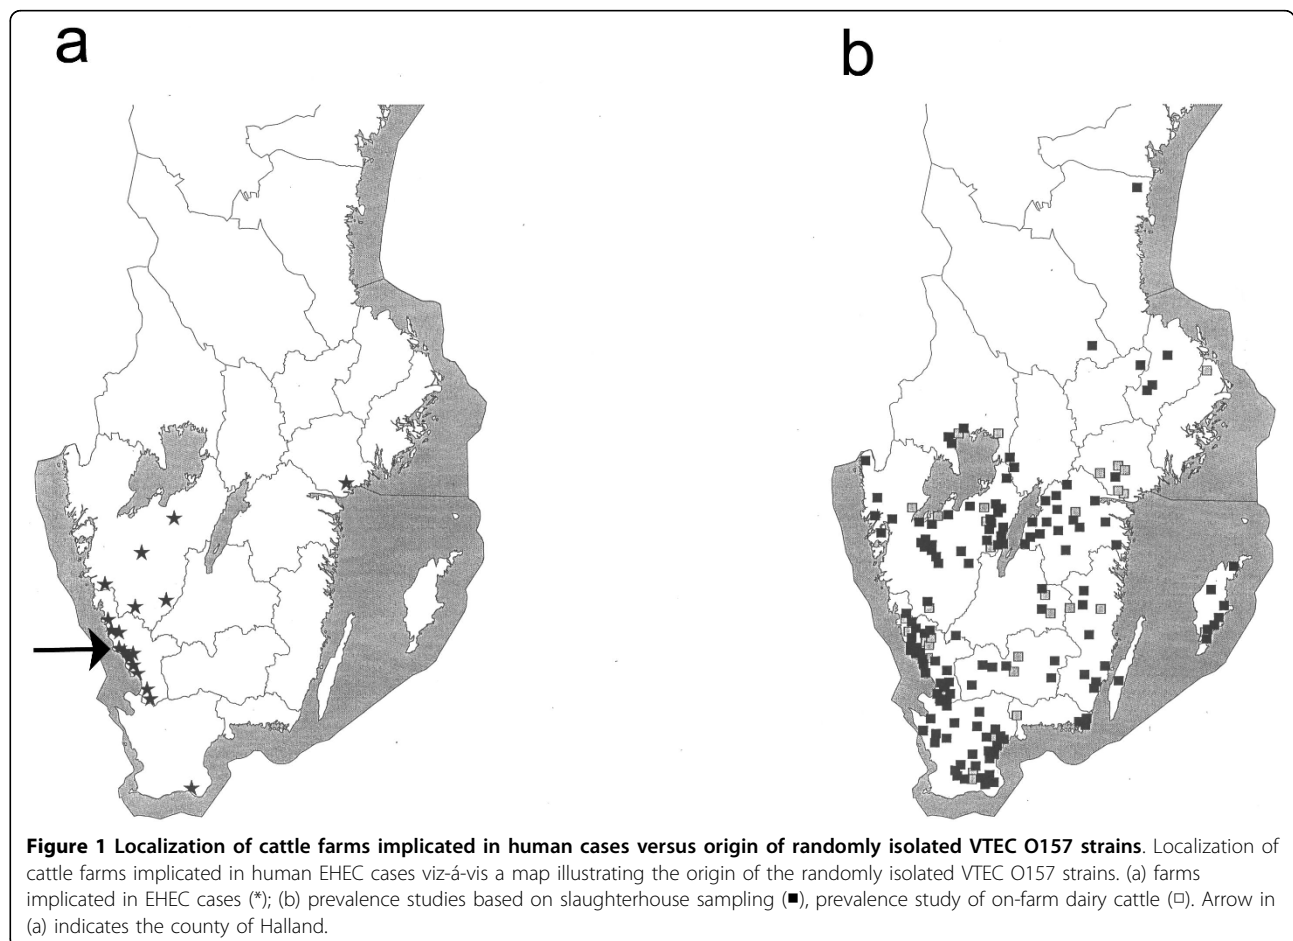 a
b
Figure 1 Localization of cattle farms implicated in human cases versus origin of randomly isolated VTEC O157 strains. Localization of
cattle farms implicated in human EHEC cases viz-á-vis a map illustrating the origin of the randomly isolated VTEC O157 strains. (a) farms
implicated in EHEC cases (*); (b) prevalence studies based on slaughterhouse sampling (■), prevalence study of on-farm dairy cattle (□). Arrow in
(a) indicates the county of Halland.